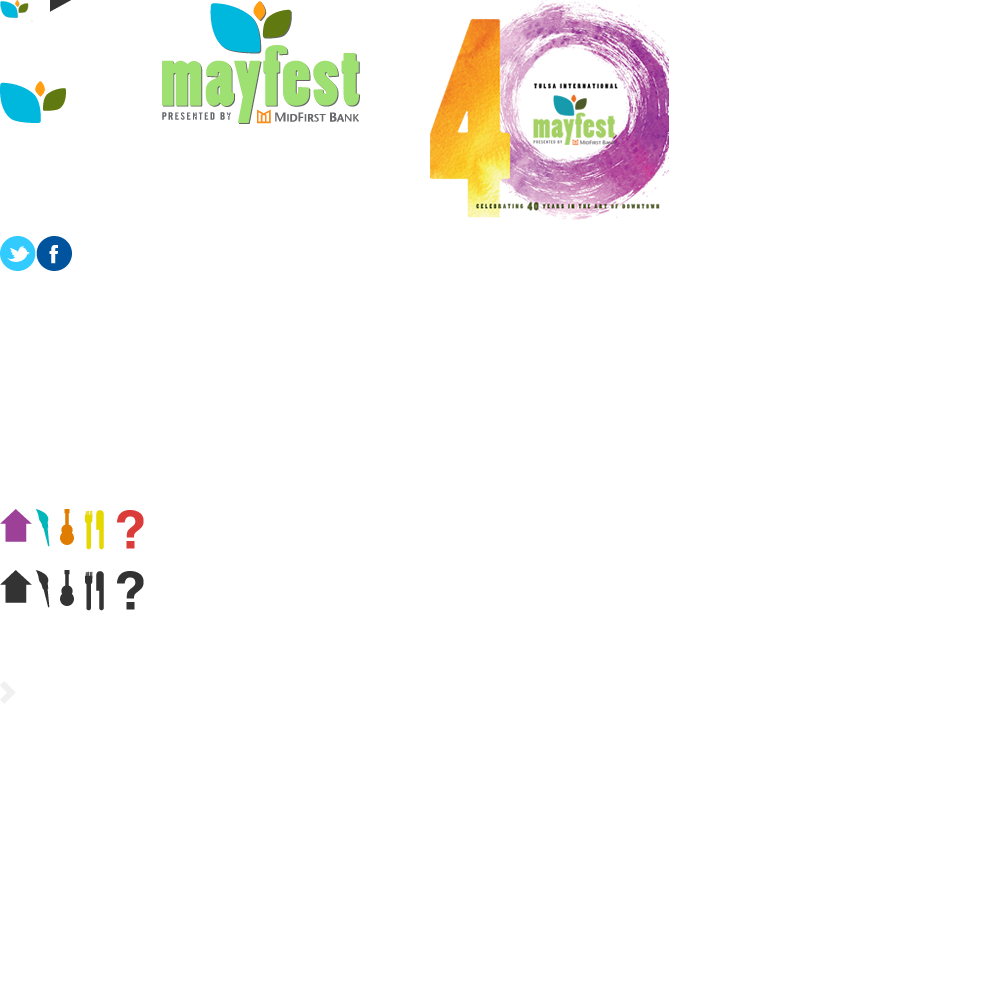 mayfest
PRESENTED BY MIDFIRST BANK
40
TULSA INTERNATIONAL
mayfest
PRESENTED BY MIDFIRST BANK
CELEBRATING 40 YEARS IN THE ART OF DOWNTOWN
f
?
?